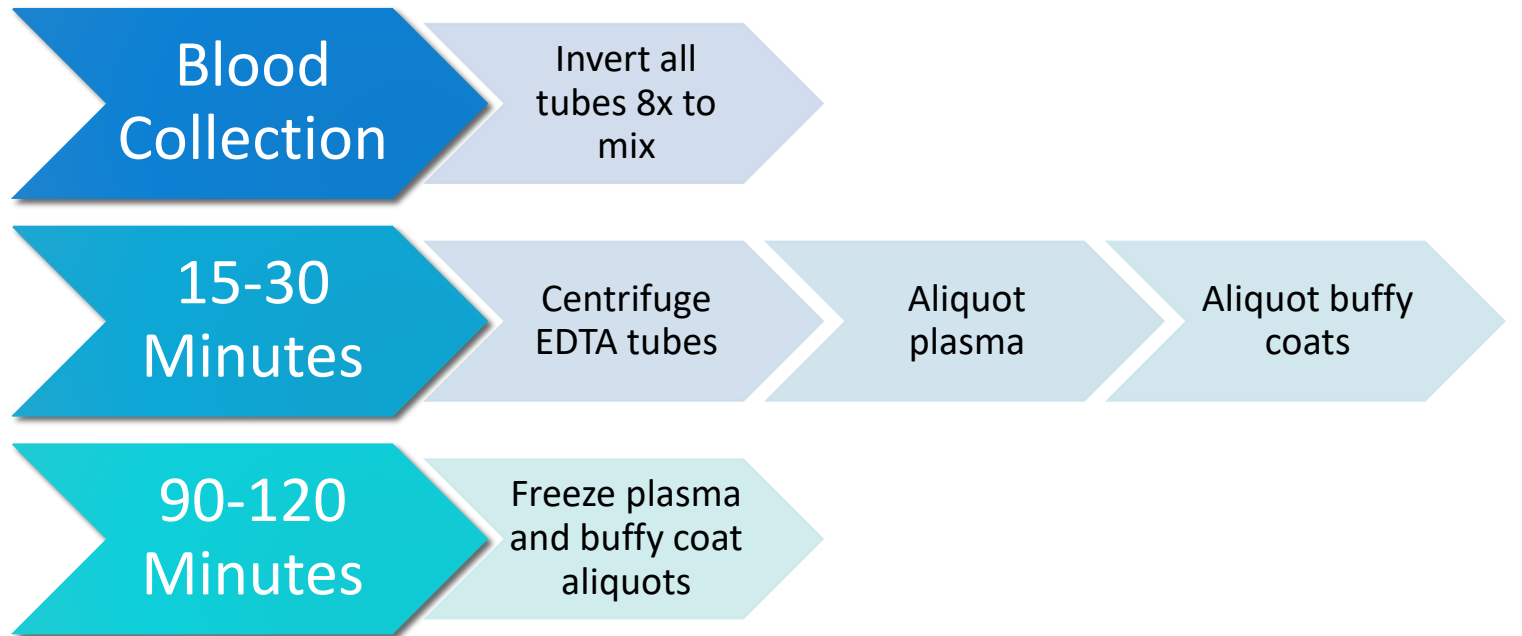 Blood
Collection
Invert all
tubes 8x to
mix
15-30
Minutes
Centrifuge
EDTA tubes
Aliquot
plasma
Aliquot buffy
coats
90-120
Minutes
Freeze plasma
and buffy coat
aliquots